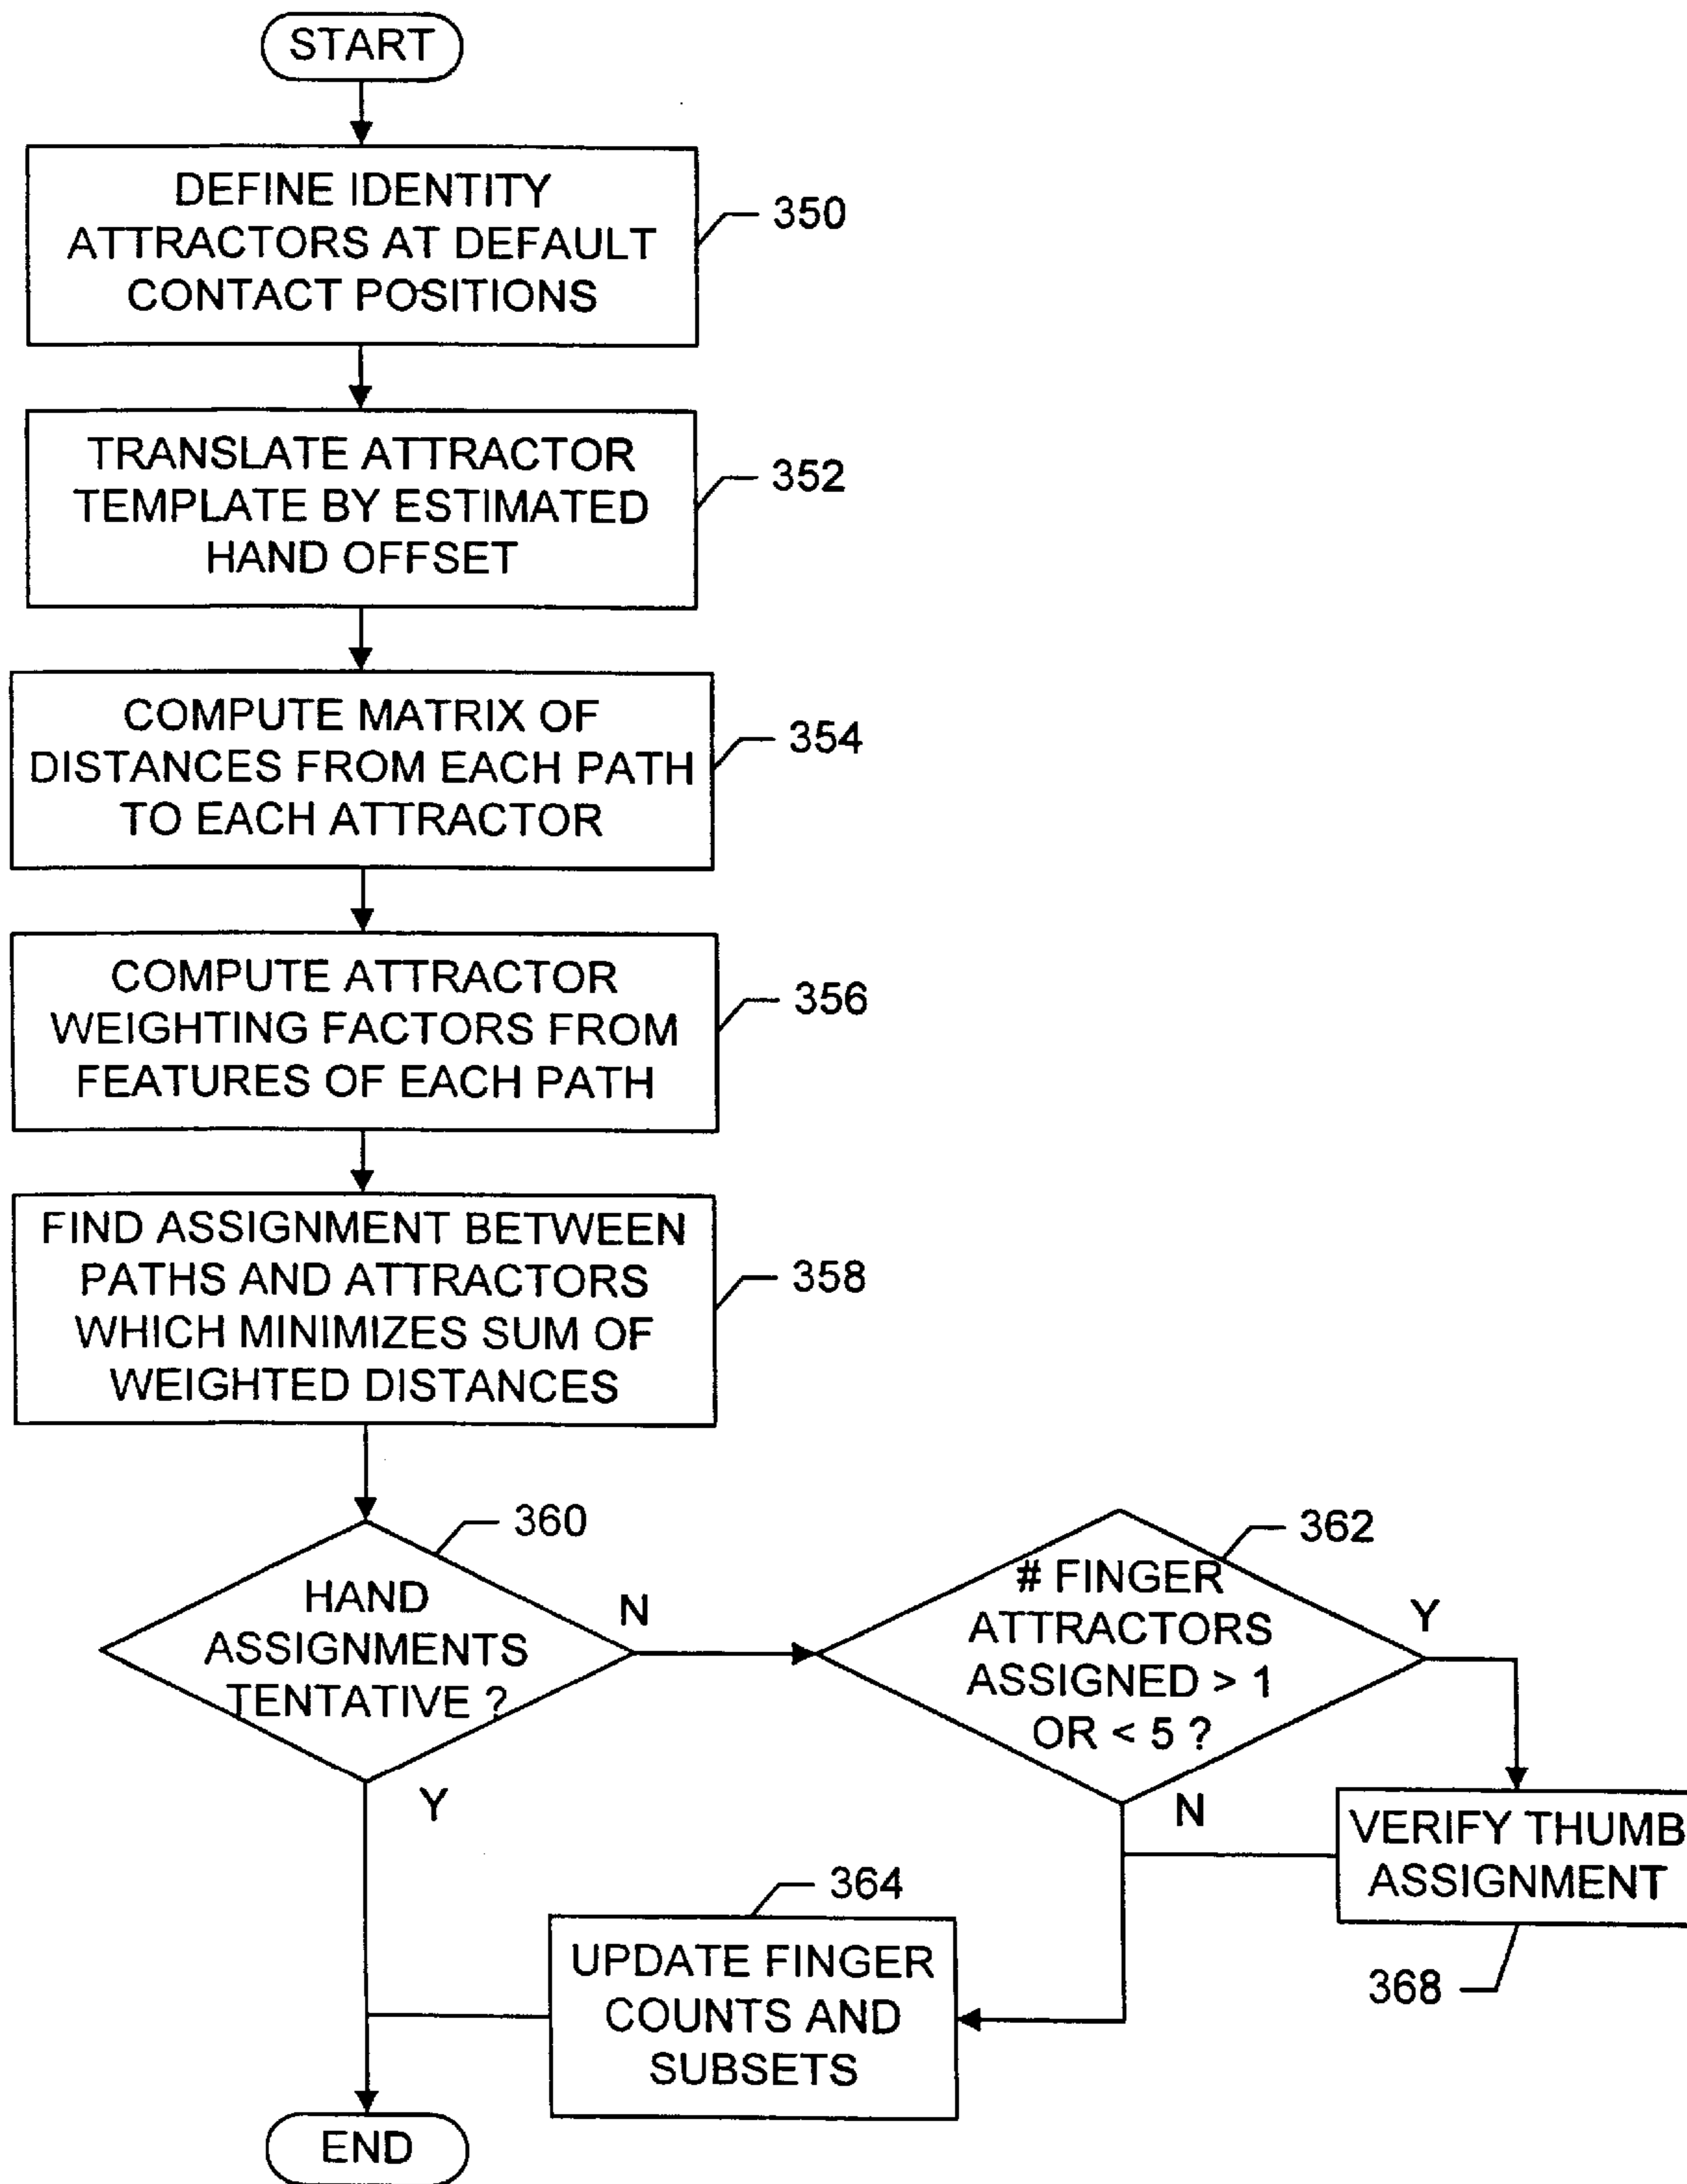 START
DEFINE IDENTITY
ATTRACTORS AT DEFAULT
CONTACT POSITIONS
350
TRANSLATE ATTRACTOR
TEMPLATE BY ESTIMATED
HAND OFFSET
352
COMPUTE MATRIX OF
DISTANCES FROM EACH PATH
TO EACH ATTRACTOR
354
COMPUTE ATTRACTOR
WEIGHTING FACTORS FROM
FEATURES OF EACH PATH
356
FIND ASSIGNMENT BETWEEN
PATHS AND ATTRACTORS
WHICH MINIMIZES SUM OF
WEIGHTED DISTANCES
358
360
HAND
ASSIGNMENTS
TENTATIVE ?
N
Y
362
# FINGER
ATTRACTORS
ASSIGNED > 1
OR < 5 ?
Y
N
VERIFY THUMB
ASSIGNMENT
368
364
UPDATE FINGER
COUNTS AND
SUBSETS
END